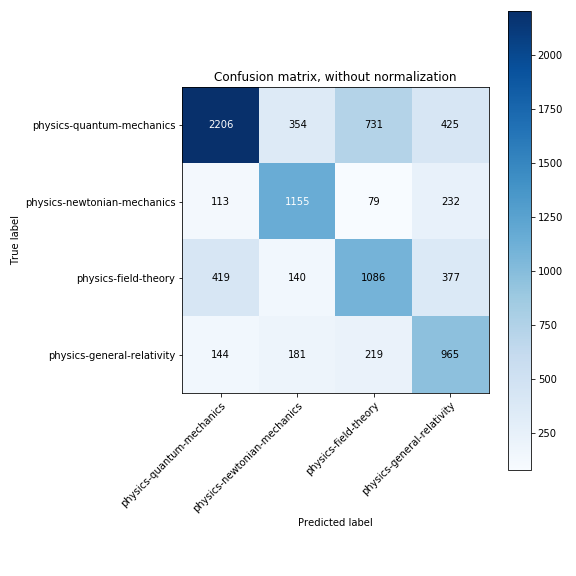 Confusion matrix, without normalization
True label
physics-quantum-mechanics 2206 354 731 425
physics-newtonian-mechanics 113 1155 79 232
physics-field-theory 419 140 1086 377
physics-general-relativity 144 181 219 965
physics-quantum-mechanics
physics-newtonian-mechanics
physics-field-theory
physics-general-relativity
Predicted label
2000
1750
1500
1250
1000
750
500
250